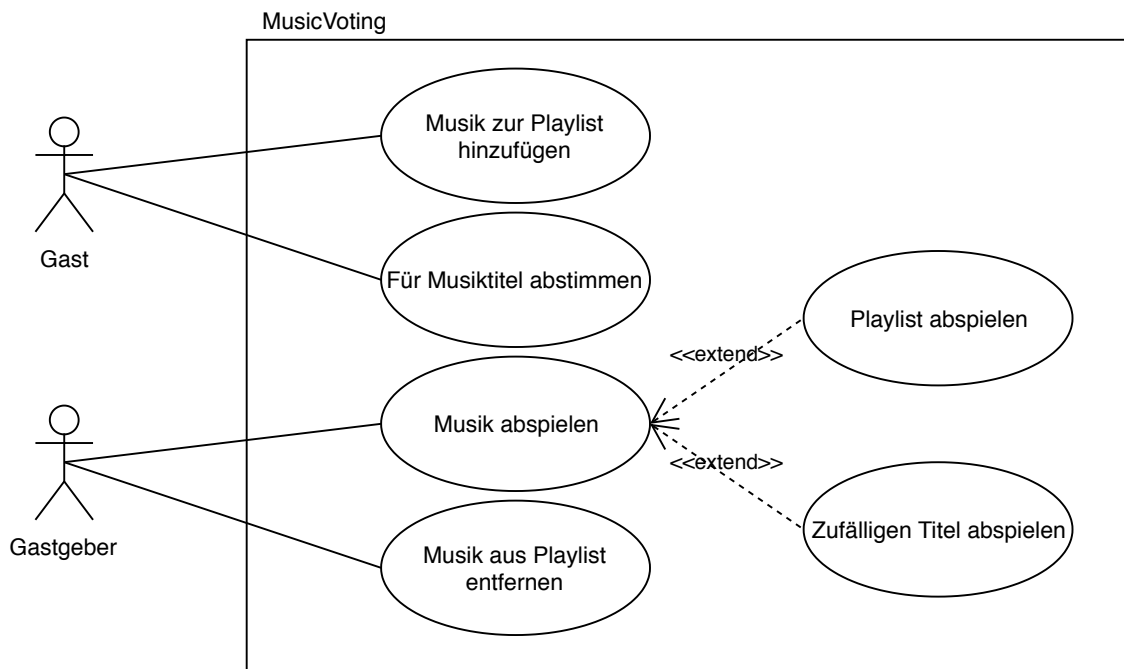 MusicVoting
Musik zur Playlist
hinzufügen
Gast
Für Musiktitel abstimmen
Playlist abspielen
<<extend>>
Musik abspielen
<<extend>>
Gastgeber
Zufälligen Titel abspielen
Musik aus Playlist
entfernen